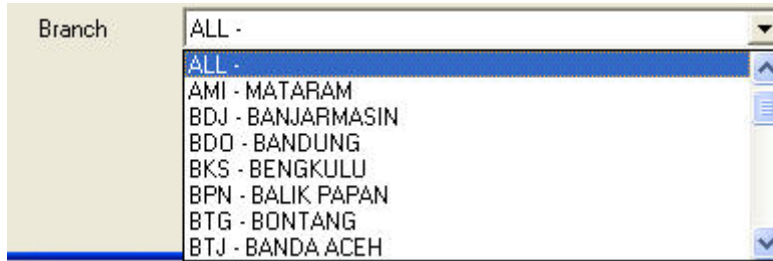 Branch ALL -
ALL -
AMI - MATARAM
BDJ - BANJARMASIN
BDO - BANDUNG
BKS - BENGKULU
BPN - BALIK PAPAN
BTG - BONTANG
BTJ - BANDA ACEH